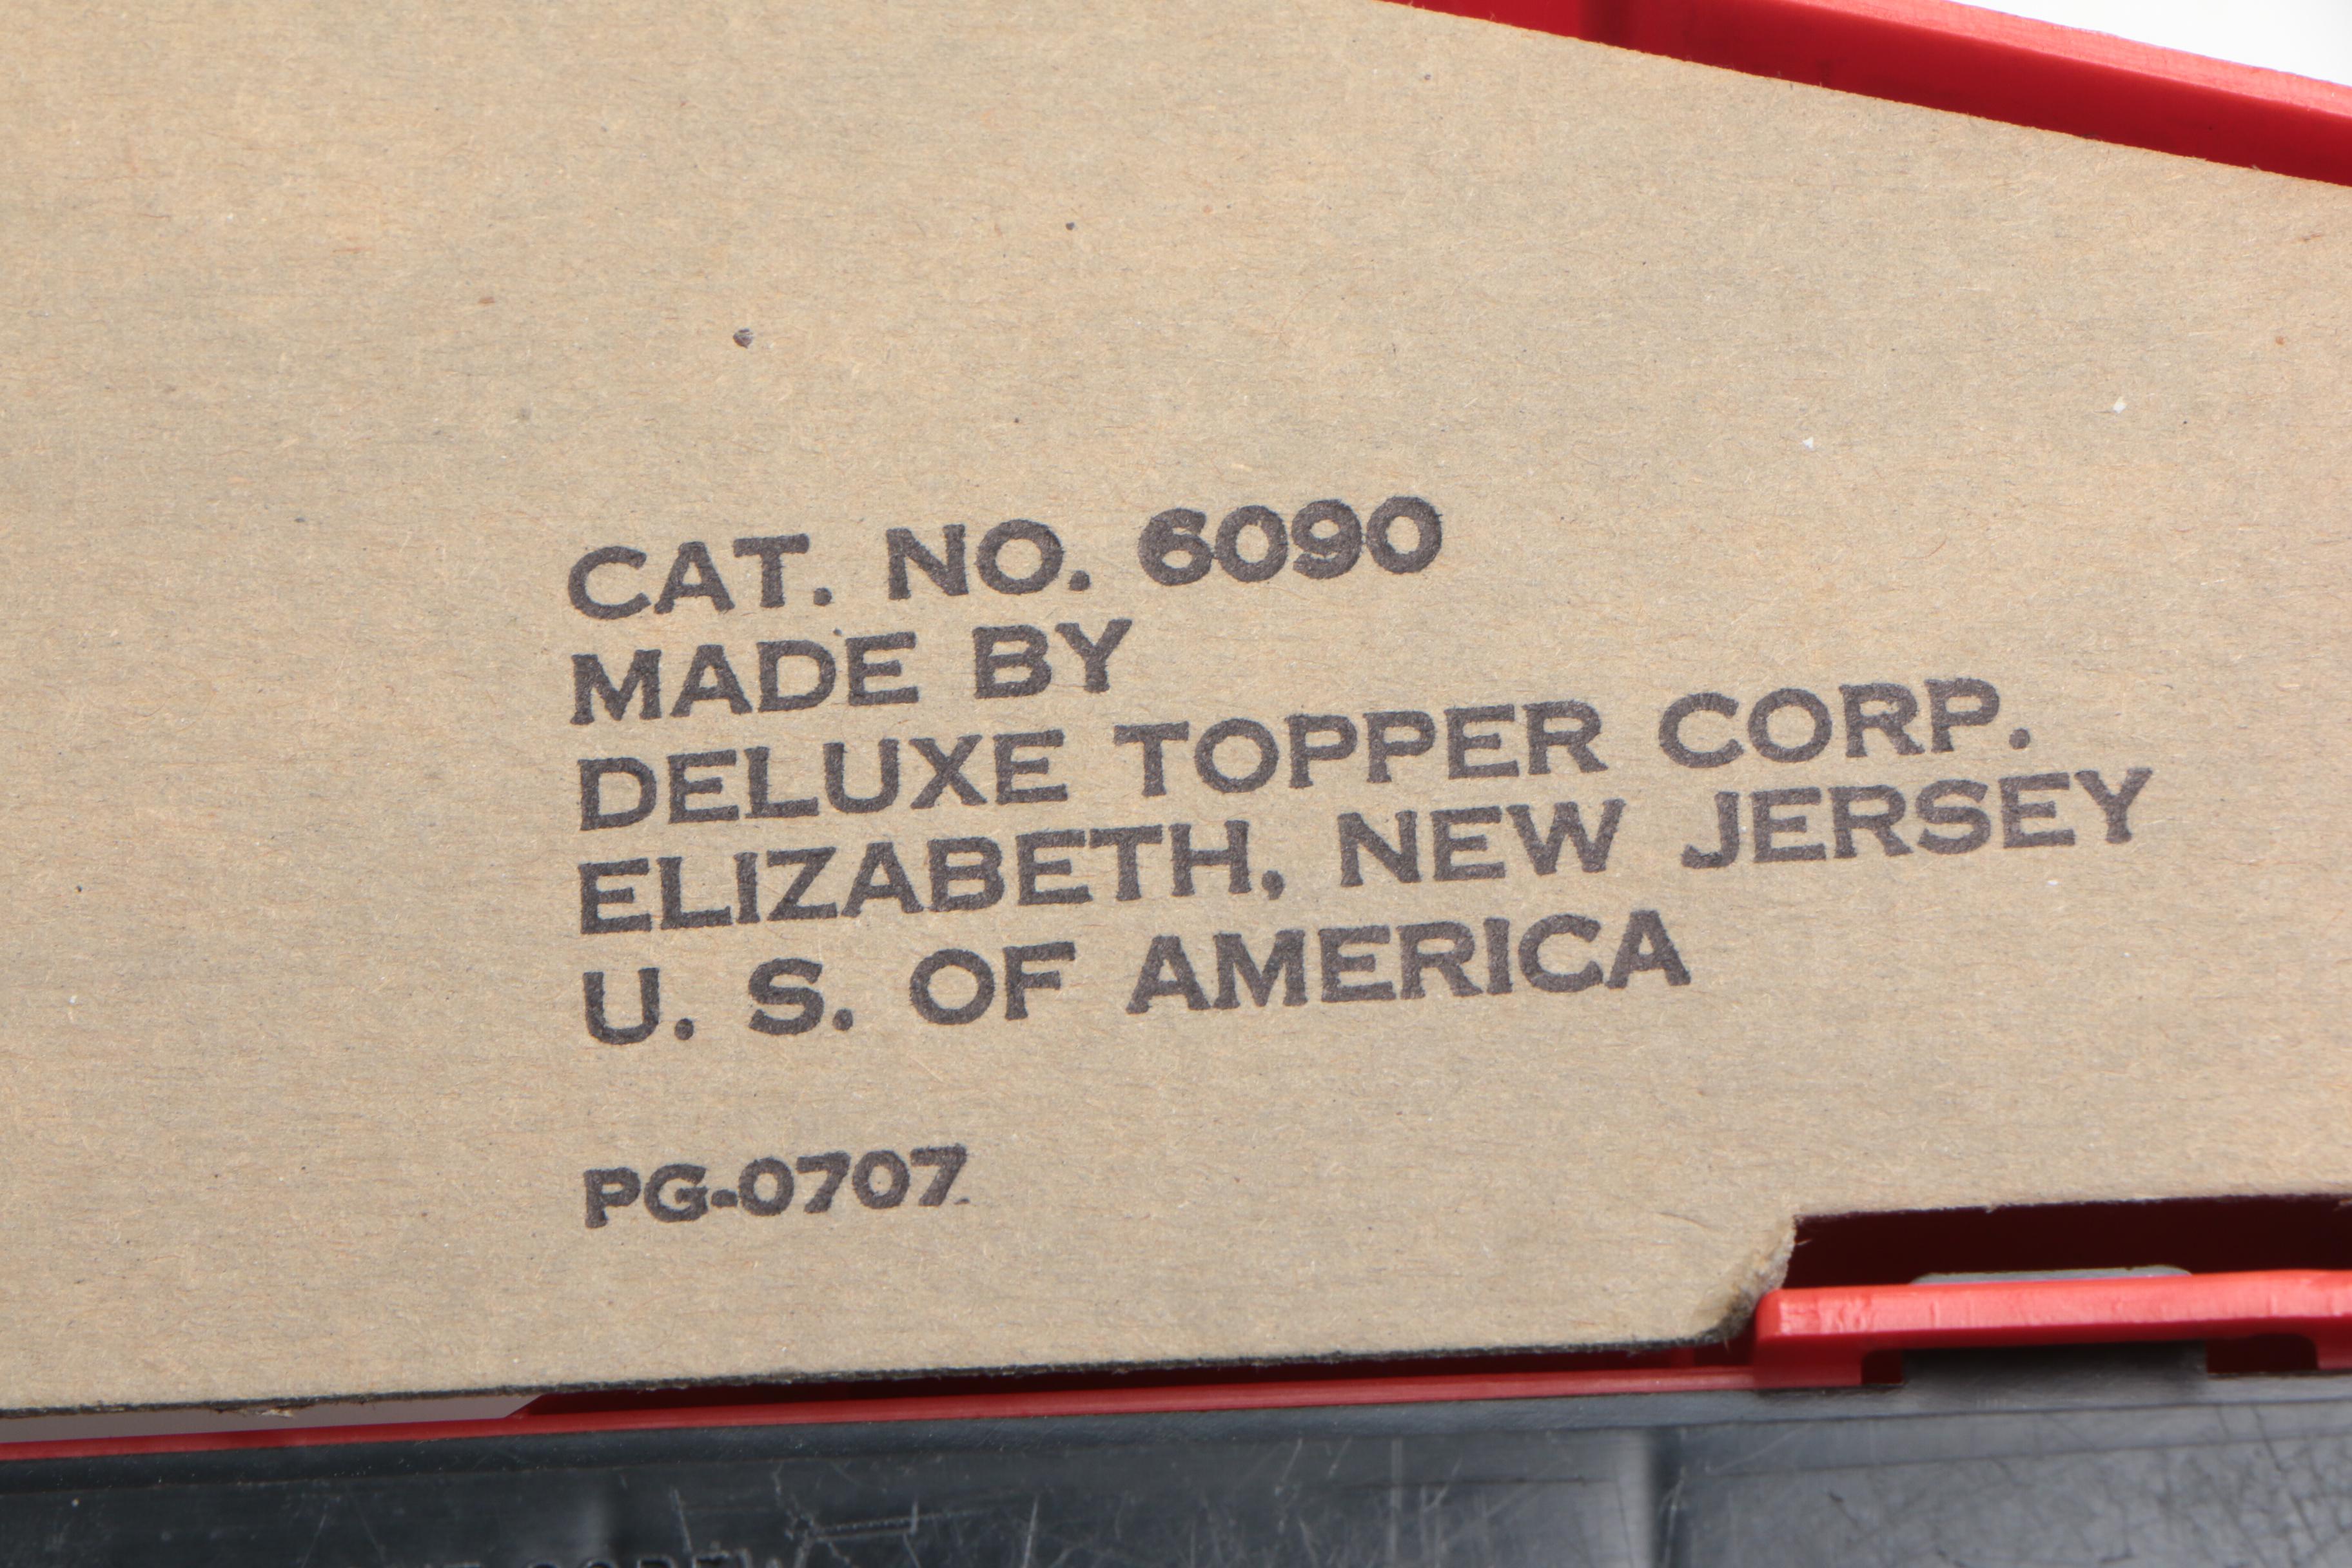 CAT. NO. 6090
MADE BY
DELUXE TOPPER CORP.
ELIZABETH, NEW JERSEY
U. S. OF AMERICA
PG-0707